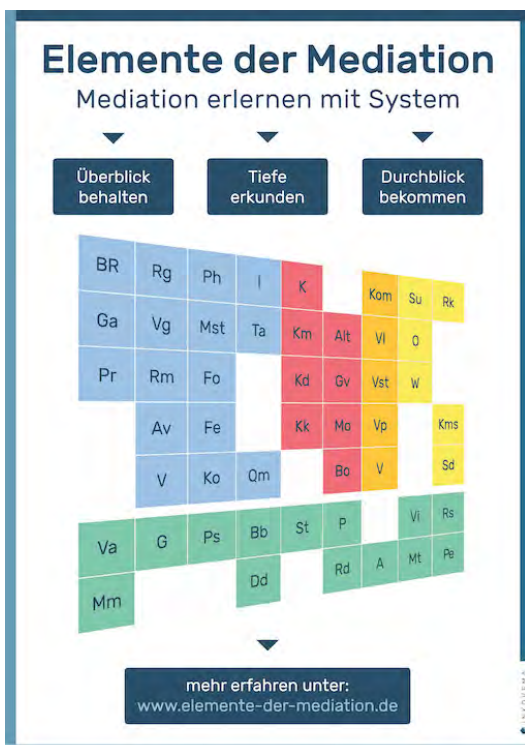 Elemente der Mediation
Mediation erlernen mit System
Überblick behalten
Tiefe erkunden
Durchblick bekommen
BR Rg Ph I K Kom Su Rk
Ga Vg Mst Ta Km Alt Vl O
Pr Rm Fo Kd Gv Vst W
Av Fe Kk Mo Vp Kms
V Ko Qm Bo V Sd
Va G Ps Bb St P Vi Rs
Mm Dd Rd A Mt Pe
mehr erfahren unter:
www.elemente-der-mediation.de